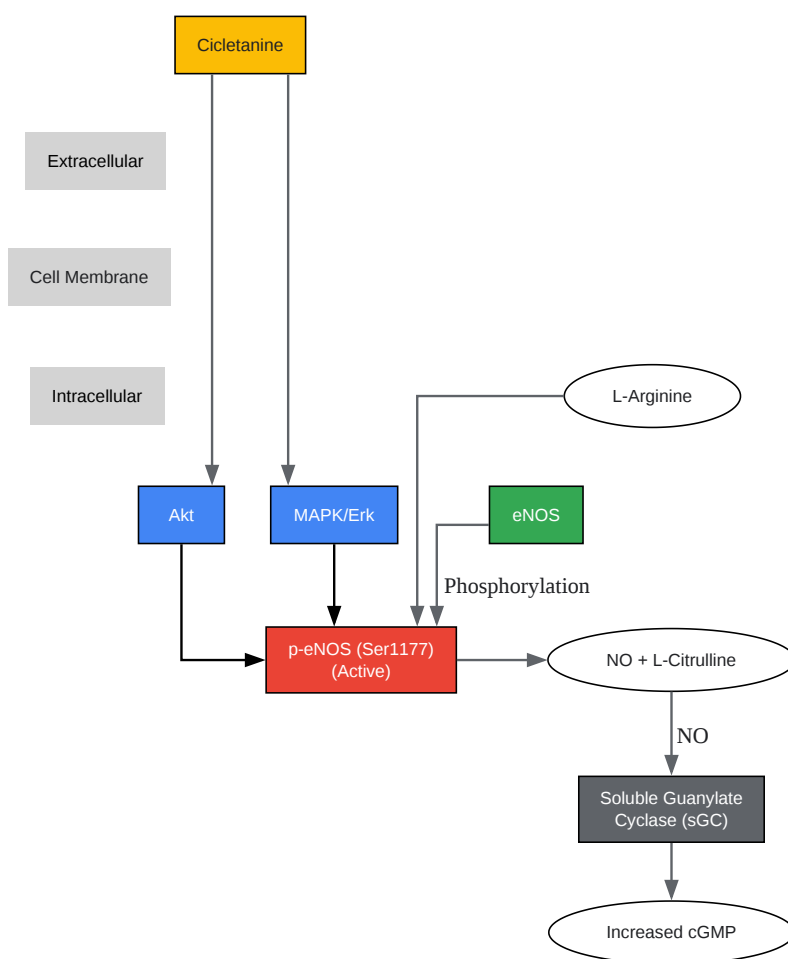 Cicletanine
Extracellular
Cell Membrane
Intracellular
L-Arginine
Akt
MAPK/Erk
eNOS
Phosphorylation
p-eNOS (Ser1177)
(Active)
NO + L-Citrulline
NO
Soluble Guanylate
Cyclase (sGC)
Increased cGMP